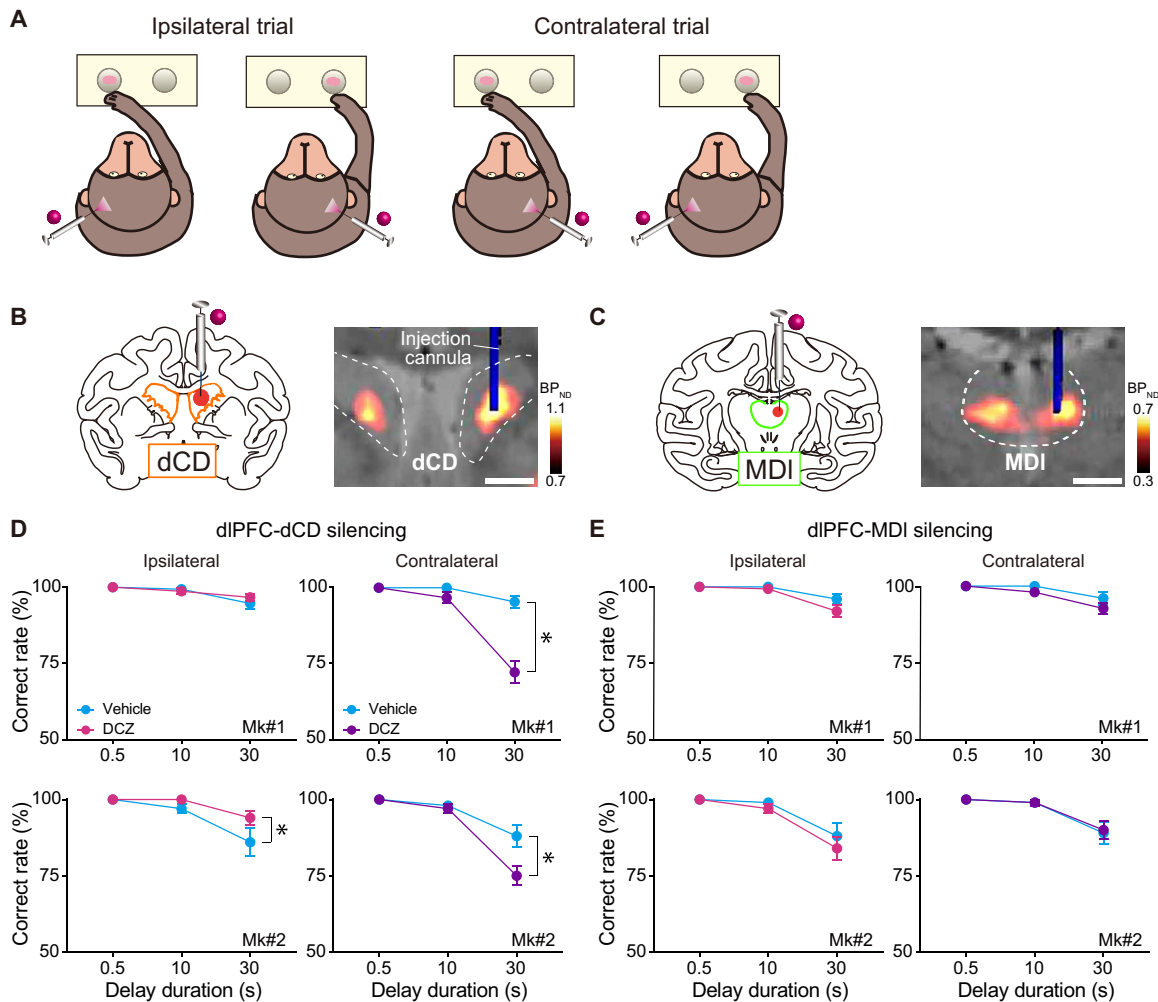 A
Ipsilateral trial
Contralateral trial
B
Injection
cannula
dCD
dCD
BP_ND
1.1
0.7
C
MDl
MDl
BP_ND
0.7
0.3
D
dlPFC-dCD silencing
Ipsilateral
Contralateral
Correct rate (%)
100
75
50
Vehicle
DCZ
Mk#1
0.5 10 30
100
75
50
*
Vehicle
DCZ
Mk#1
0.5 10 30
Correct rate (%)
100
75
50
*
Mk#2
0.5 10 30
Delay duration (s)
100
75
50
*
Mk#2
0.5 10 30
Delay duration (s)
E
dlPFC-MDl silencing
Ipsilateral
Contralateral
Correct rate (%)
100
75
50
Mk#1
0.5 10 30
100
75
50
Mk#1
0.5 10 30
Correct rate (%)
100
75
50
Mk#2
0.5 10 30
Delay duration (s)
100
75
50
Mk#2
0.5 10 30
Delay duration (s)